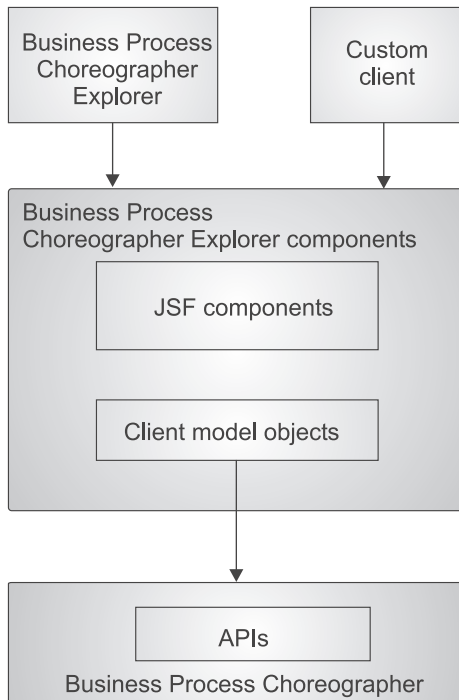 Business Process
Choreographer
Explorer
Custom
client
Business Process
Choreographer Explorer components
JSF components
Client model objects
APIs
Business Process Choreographer